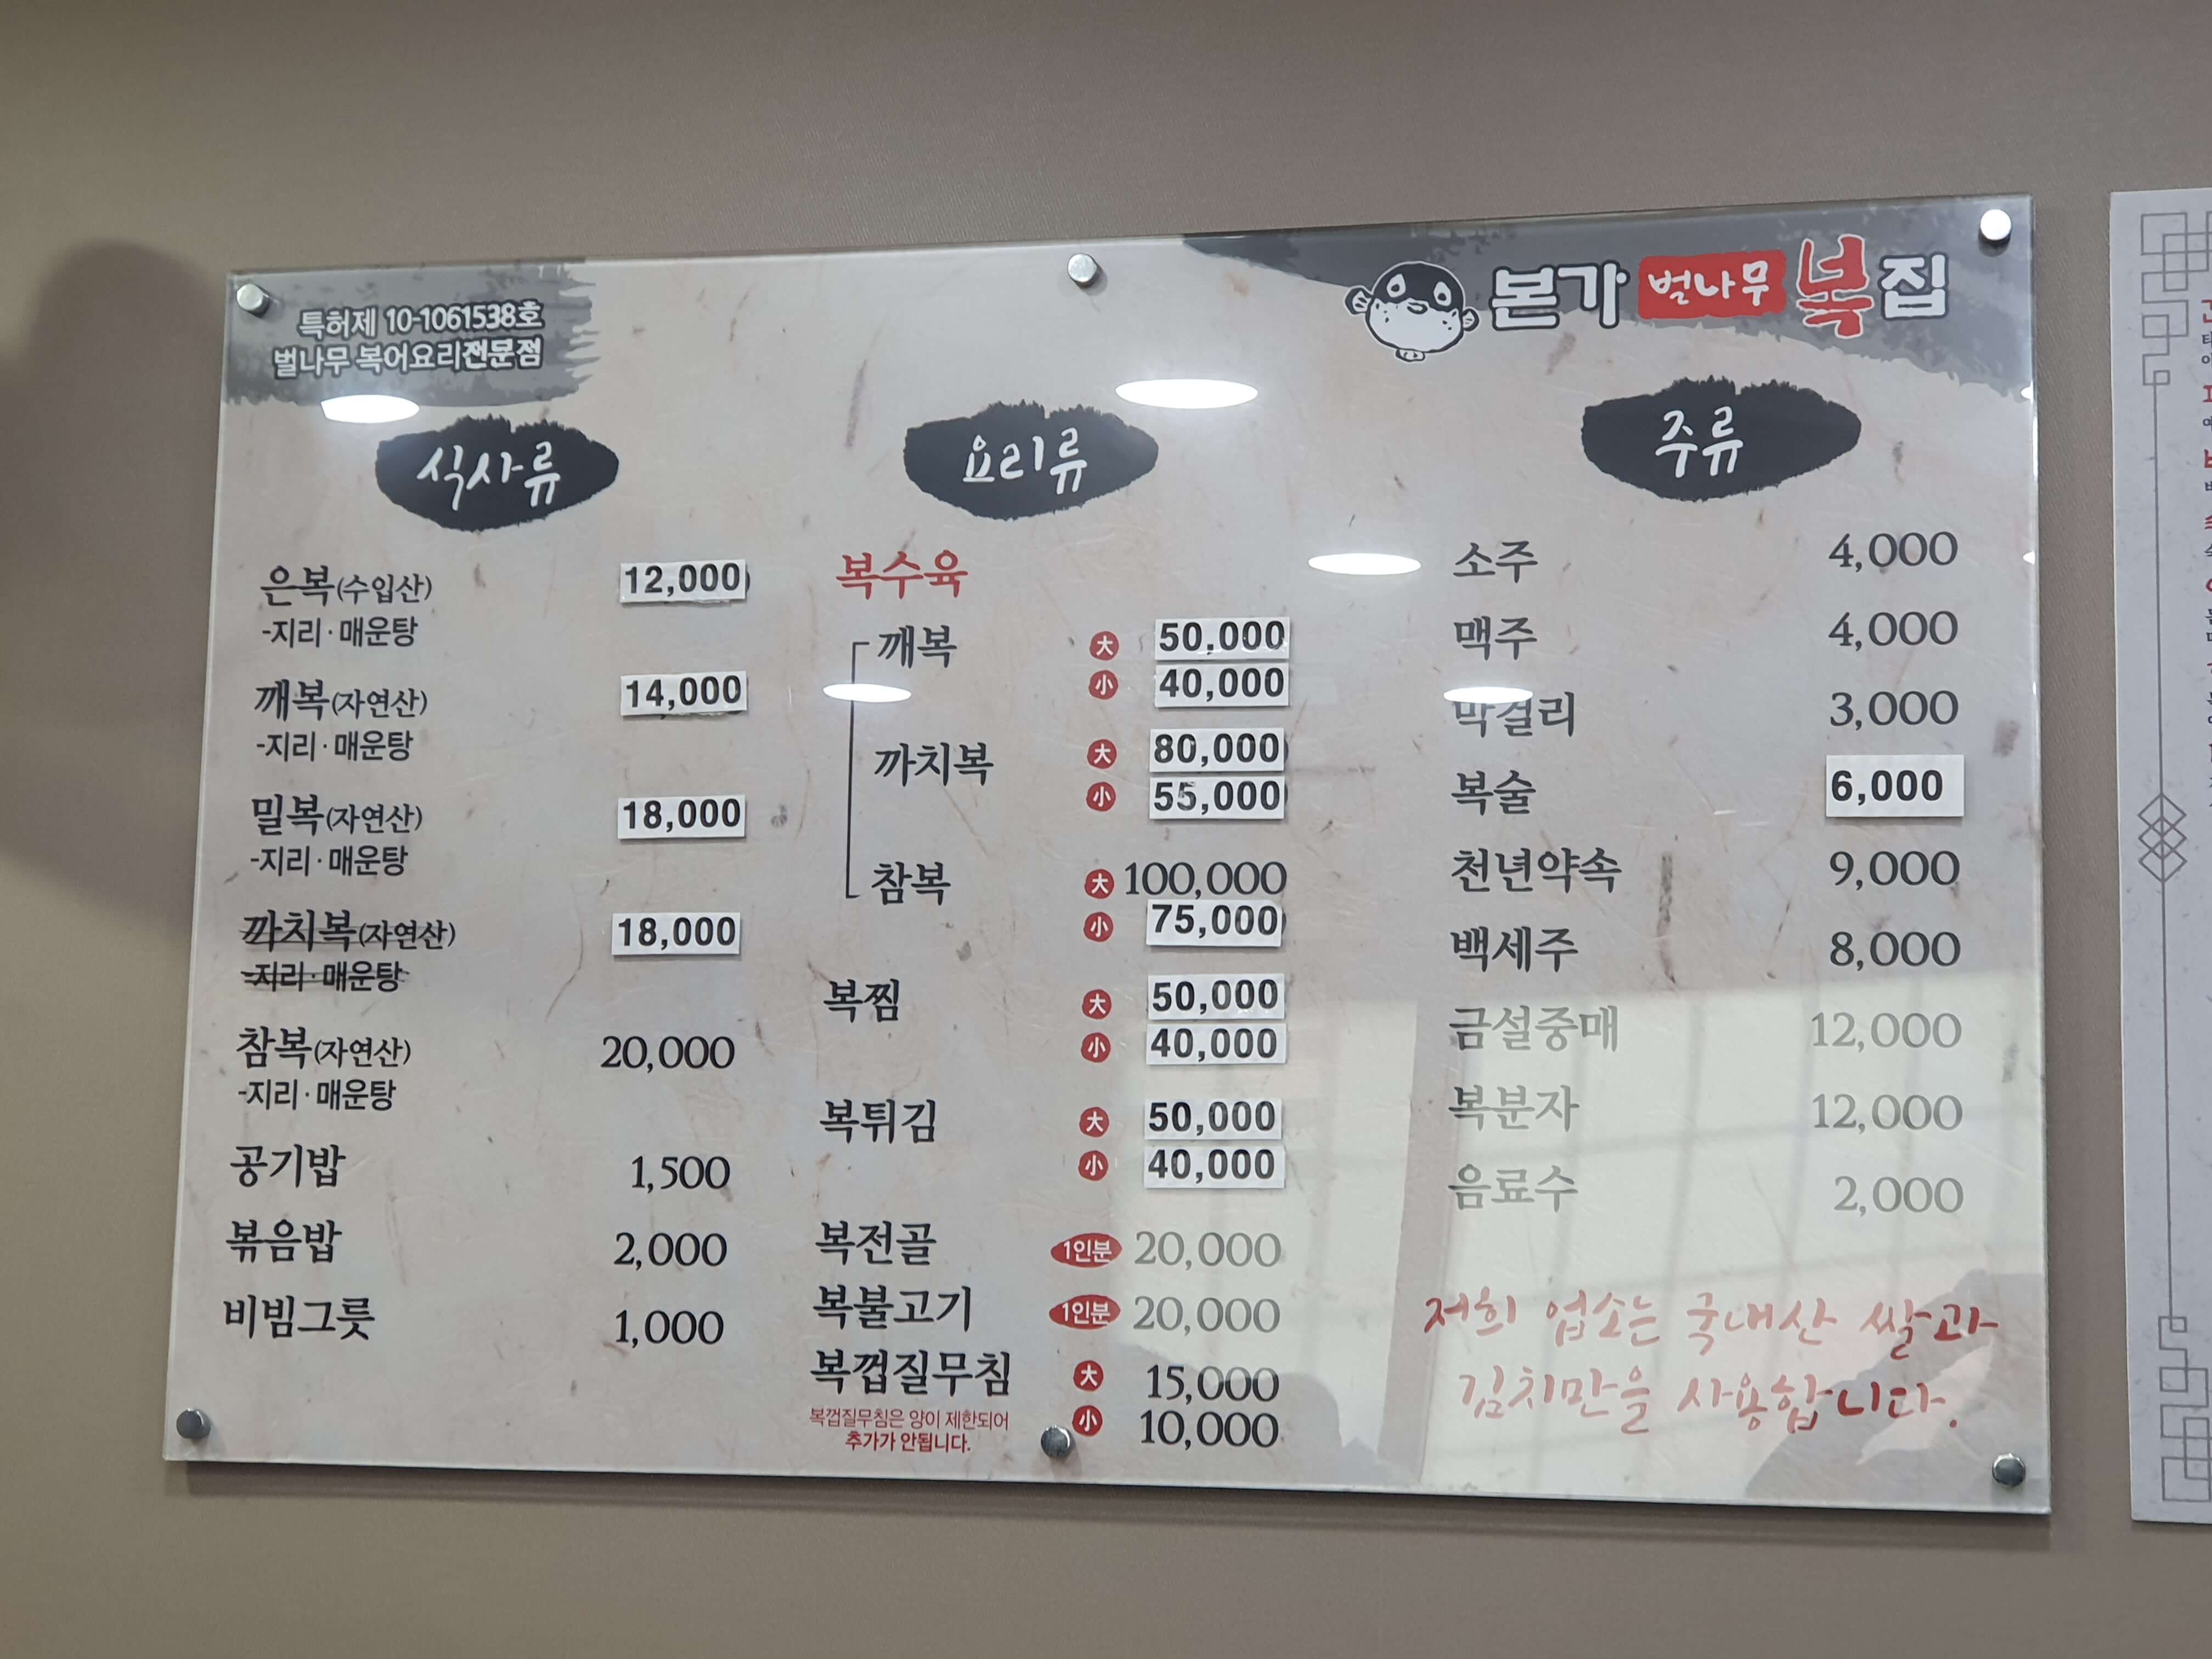 특허제 10-1061538호
벌나무 복어요리전문점
본가 벌나무 복집
식사류
은복(수입산) 12,000
-지리·매운탕
깨복(자연산) 14,000
-지리·매운탕
밀복(자연산) 18,000
-지리·매운탕
까치복(자연산) 18,000
-지리·매운탕
참복(자연산) 20,000
-지리·매운탕
공기밥 1,500
볶음밥 2,000
비빔그릇 1,000
요리류
복수육
깨복 大 50,000
小 40,000
까치복 大 80,000
小 55,000
참복 大 100,000
小 75,000
복찜 大 50,000
小 40,000
복튀김 大 50,000
小 40,000
복전골 1인분 20,000
복불고기 1인분 20,000
복껍질무침 大 15,000
小 10,000
복껍질무침은 양이 제한되어
추가가 안됩니다.
주류
소주 4,000
맥주 4,000
막걸리 3,000
복술 6,000
천년약속 9,000
백세주 8,000
금설중매 12,000
복분자 12,000
음료수 2,000
저희 업소는 국내산 쌀과
김치만을 사용합니다.